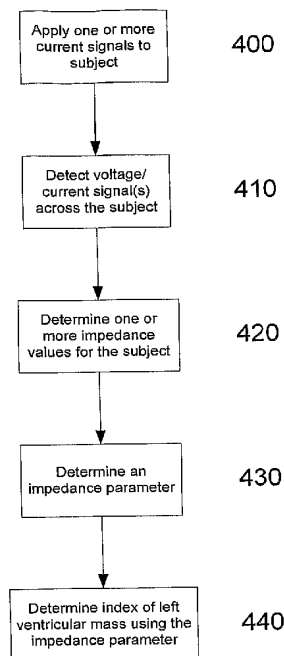 Apply one or more
current signals to
subject
400
Detect voltage/
current signal(s)
across the subject
410
Determine one or
more impedance
values for the subject
420
Determine an
impedance parameter
430
Determine index of left
ventricular mass using the
impedance parameter
440